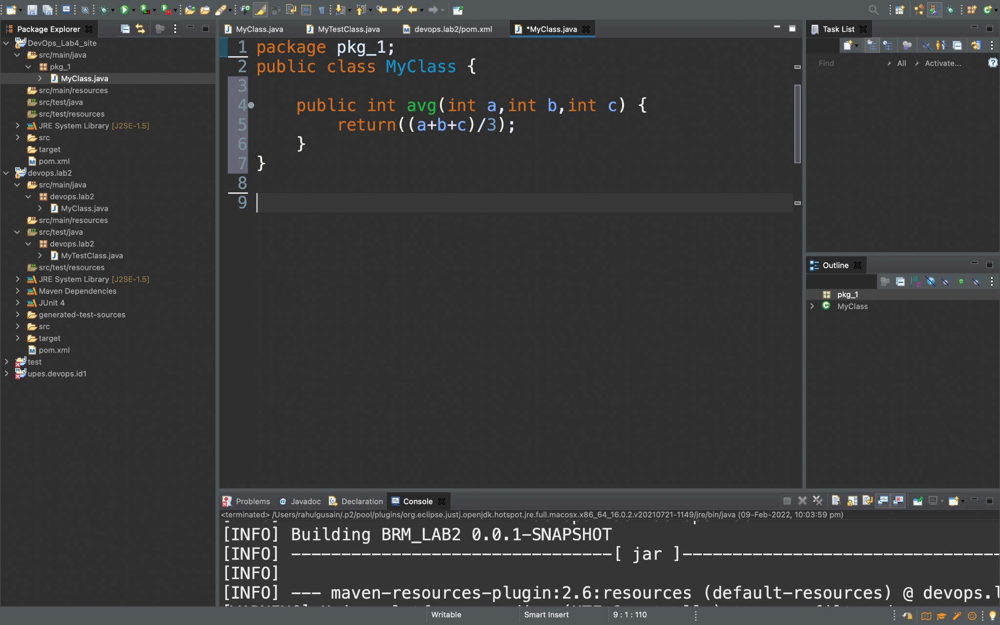 Package Explorer
DevOps_Lab4_site
src/main/java
pkg_1
MyClass.java
src/main/resources
src/test/java
src/test/resources
JRE System Library [J2SE-1.5]
src
target
pom.xml
devops.lab2
src/main/java
devops.lab2
MyClass.java
src/main/resources
src/test/java
devops.lab2
MyTestClass.java
src/test/resources
JRE System Library [J2SE-1.5]
Maven Dependencies
JUnit 4
generated-test-sources
src
target
pom.xml
test
upes.devops.id1
MyClass.java
MyTestClass.java
devops.lab2/pom.xml
*MyClass.java
1 package pkg_1;
2 public class MyClass {
3
4 public int avg(int a,int b,int c) {
5 return((a+b+c)/3);
6 }
7 }
8
9
Task List
Find
All
Activate...
Outline
pkg_1
MyClass
Problems
Javadoc
Declaration
Console
<terminated> /Users/rahulgusain/.p2/pool/plugins/org.eclipse.justj.openjdk.hotspot.jre.full.macosx.x86_64_16.0.2.v20210721-1149/jre/bin/java (09-Feb-2022, 10:03:59 pm)
[INFO] Building BRM_LAB2 0.0.1-SNAPSHOT
[INFO] --------------------------------[ jar ]--------------------------------
[INFO]
[INFO] --- maven-resources-plugin:2.6:resources (default-resources) @ devops.l
Writable
Smart Insert
9 : 1 : 110